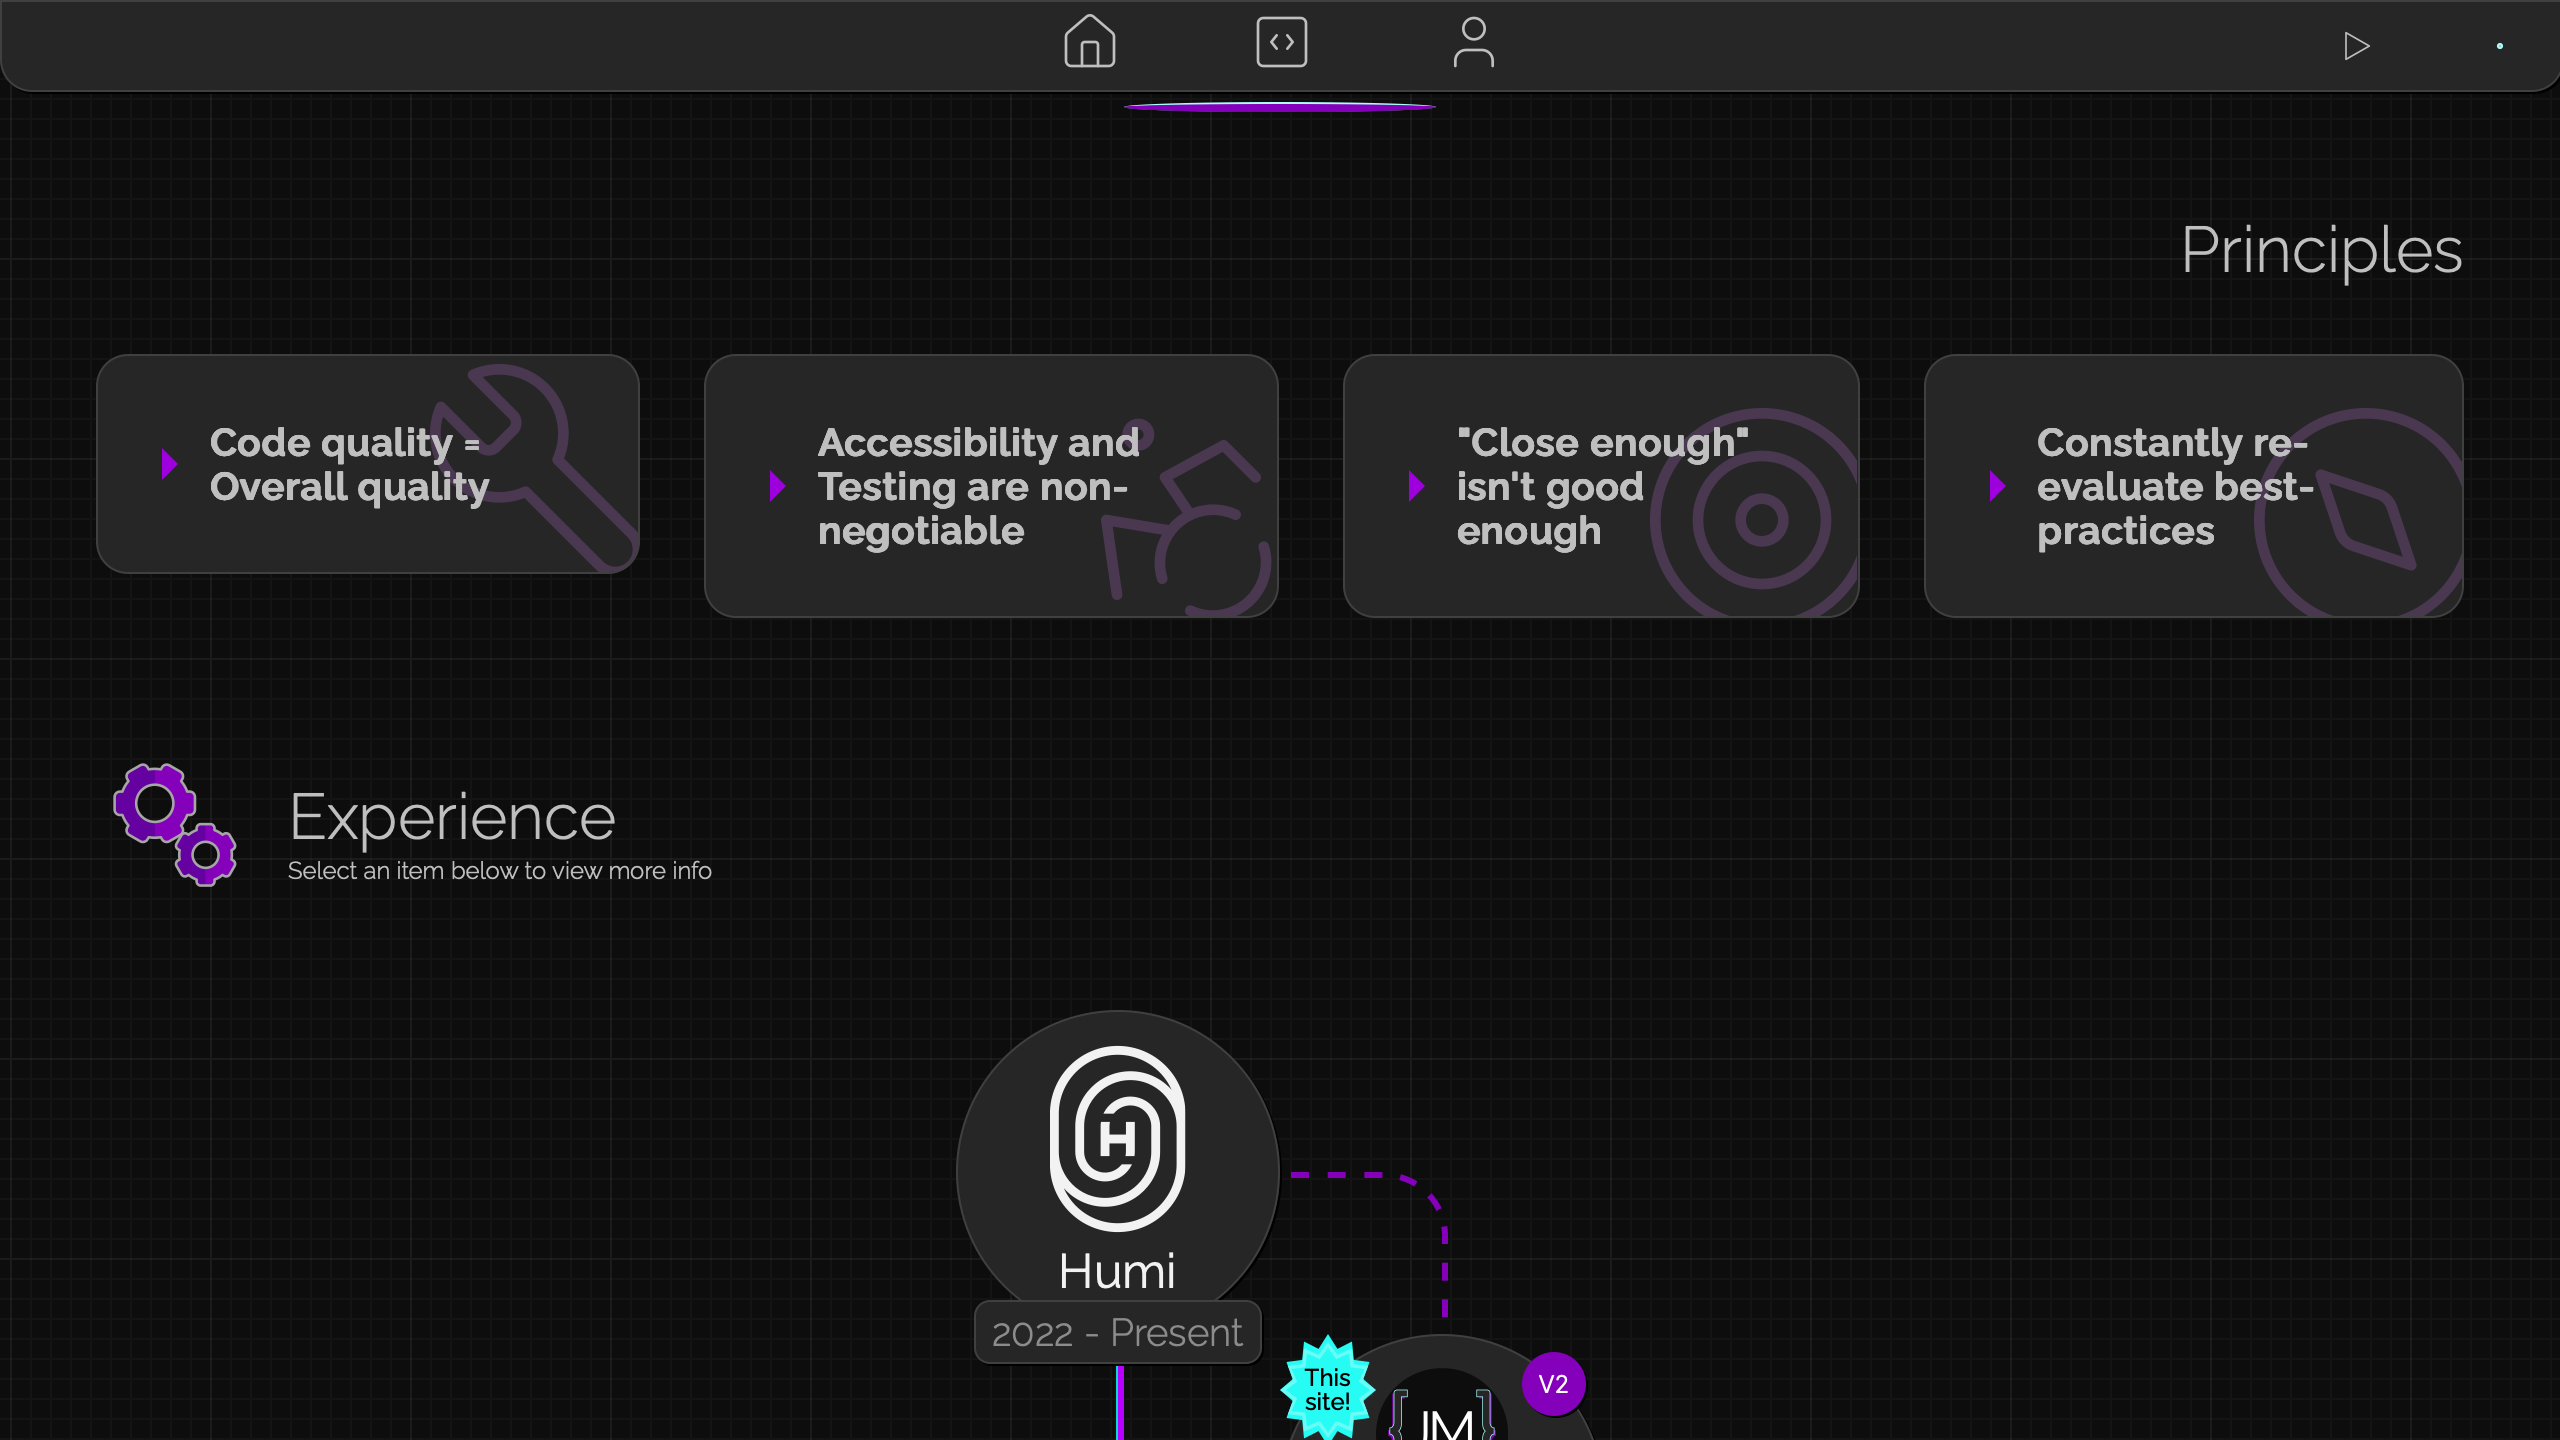 Principles
Code quality =
Overall quality
Accessibility and
Testing are non-
negotiable
"Close enough"
isn't good
enough
Constantly re-
evaluate best-
practices
Experience
Select an item below to view more info
H
Humi
2022 - Present
This
site!
V2
{JM}